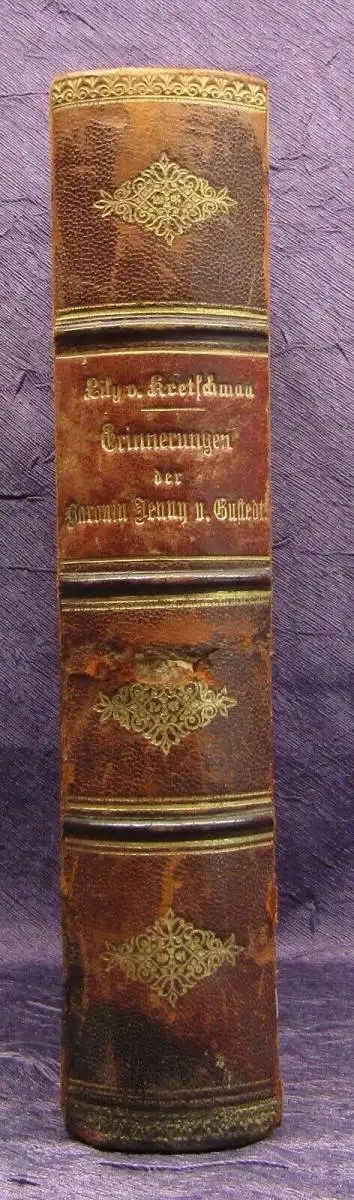 Lily v. Kretschman
Erinnerungen
der
Baronin Jenny v. Gustedt